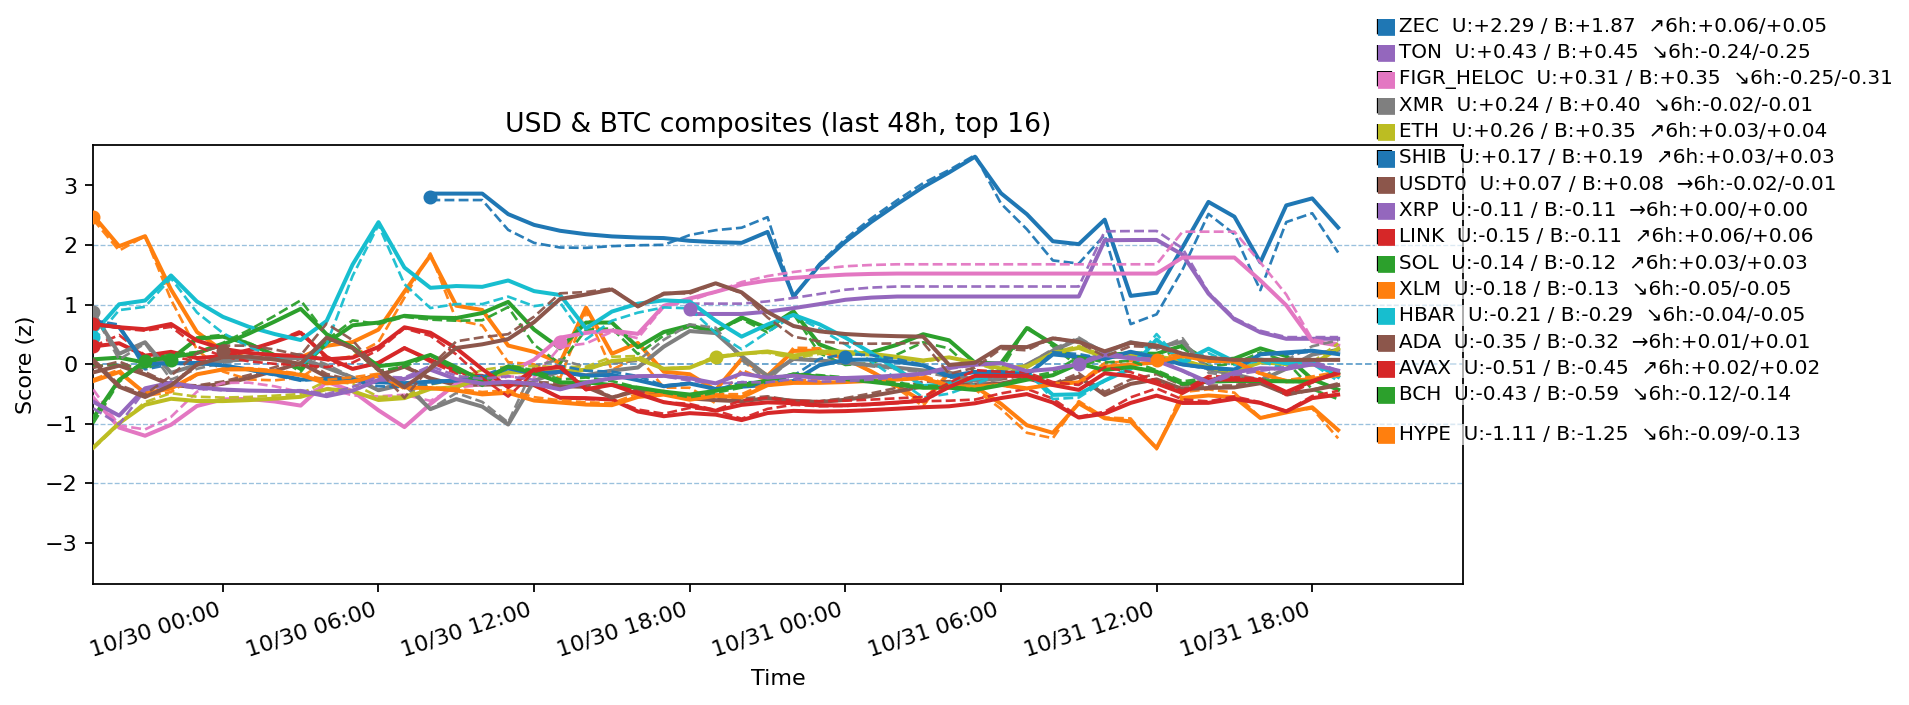 ZEC U:+2.29 / B:+1.87 ↗6h:+0.06/+0.05
TON U:+0.43 / B:+0.45 ↘6h:-0.24/-0.25
FIGR_HELOC U:+0.31 / B:+0.35 ↘6h:-0.25/-0.31
XMR U:+0.24 / B:+0.40 ↘6h:-0.02/-0.01
ETH U:+0.26 / B:+0.35 ↗6h:+0.03/+0.04
SHIB U:+0.17 / B:+0.19 ↗6h:+0.03/+0.03
USDT0 U:+0.07 / B:+0.08 →6h:-0.02/-0.01
XRP U:-0.11 / B:-0.11 →6h:+0.00/+0.00
LINK U:-0.15 / B:-0.11 ↗6h:+0.06/+0.06
SOL U:-0.14 / B:-0.12 ↗6h:+0.03/+0.03
XLM U:-0.18 / B:-0.13 ↘6h:-0.05/-0.05
HBAR U:-0.21 / B:-0.29 ↘6h:-0.04/-0.05
ADA U:-0.35 / B:-0.32 →6h:+0.01/+0.01
AVAX U:-0.51 / B:-0.45 ↗6h:+0.02/+0.02
BCH U:-0.43 / B:-0.59 ↘6h:-0.12/-0.14
HYPE U:-1.11 / B:-1.25 ↘6h:-0.09/-0.13
USD & BTC composites (last 48h, top 16)
Score (z)
3
2
1
0
−1
−2
−3
10/30 00:00
10/30 06:00
10/30 12:00
10/30 18:00
10/31 00:00
10/31 06:00
10/31 12:00
10/31 18:00
Time